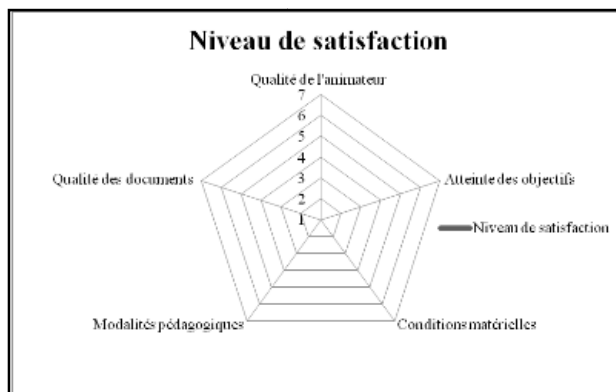 Niveau de satisfaction
Qualité de l'animateur
7
6
5
4
3
2
1
Qualité des documents
Atteinte des objectifs
Niveau de satisfaction
Modalités pédagogiques
Conditions matérielles